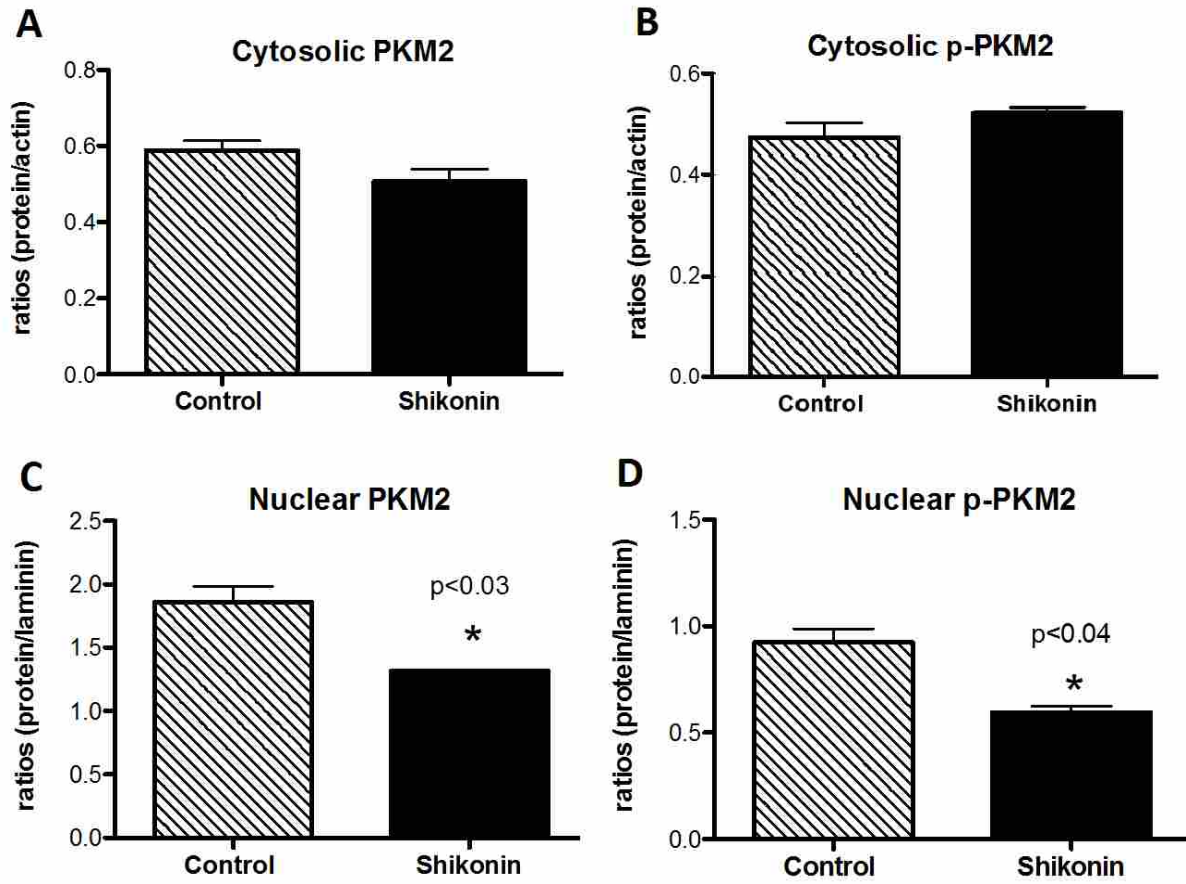 A
Cytosolic PKM2
ratios (protein/actin)
0.8
0.6
0.4
0.2
0.0
Control
Shikonin
B
Cytosolic p-PKM2
ratios (protein/actin)
0.6
0.4
0.2
0.0
Control
Shikonin
C
Nuclear PKM2
ratios (protein/laminin)
2.5
2.0
1.5
1.0
0.5
0.0
p<0.03
*
Control
Shikonin
D
Nuclear p-PKM2
ratios (protein/laminin)
1.5
1.0
0.5
0.0
p<0.04
*
Control
Shikonin